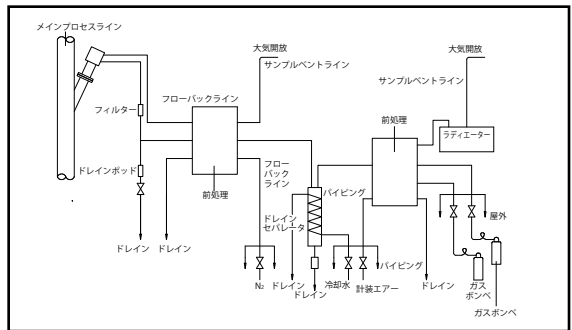 メインプロセスライン
大気開放
サンプルベントライン
大気開放
サンプルベントライン
フローバックライン
フィルター
前処理
ラディエーター
ドレインポッド
前処理
フロー
バック
ライン
パイピング
ドレイン
セパレータ
屋外
ドレイン
ドレイン
パイピング
N₂
ドレイン
ドレイン
冷却水
計装エアー
ドレイン
ガス
ボンベ
ガスボンベ